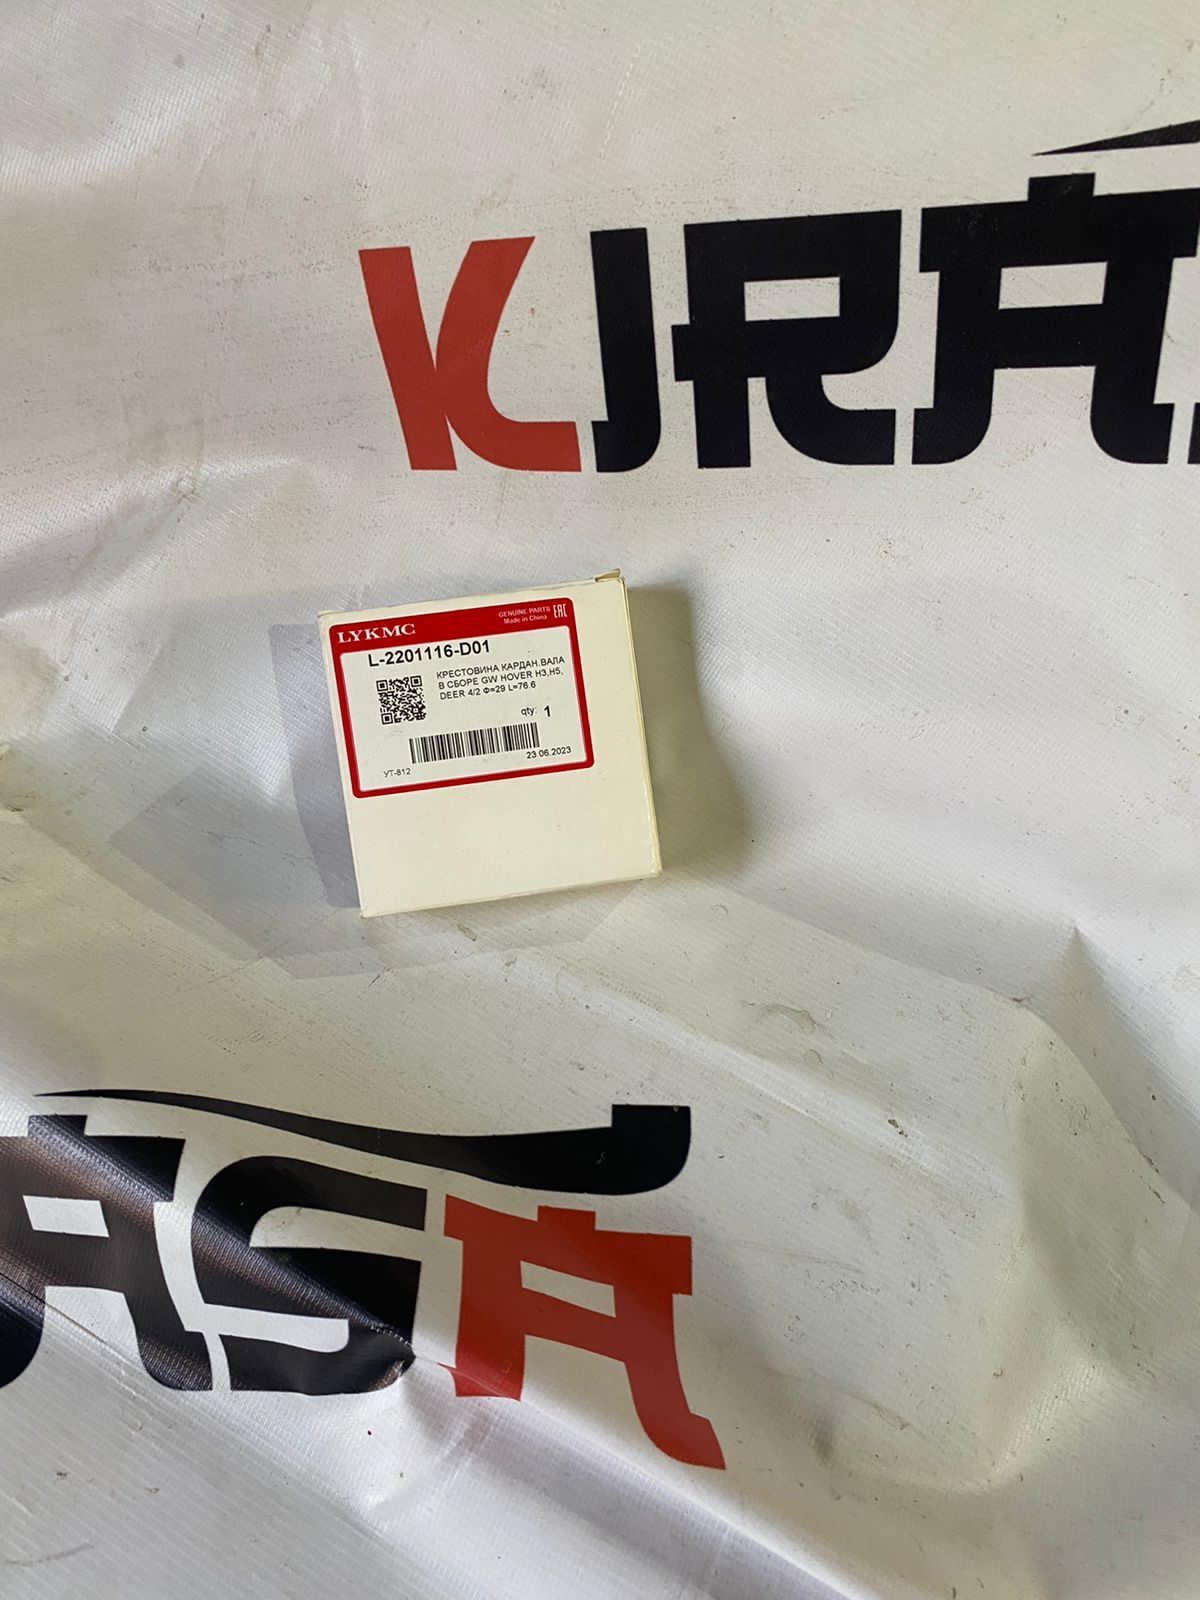 KJRA
LYKMC
GENUINE PARTS
Made in China
EAC
L-2201116-D01
КРЕСТОВИНА КАРДАН.ВАЛА
В СБОРЕ GW HOVER H3,H5,
DEER 4/2 Ф=29 L=76.6
qty: 1
23.06.2023
УТ-812
ASA